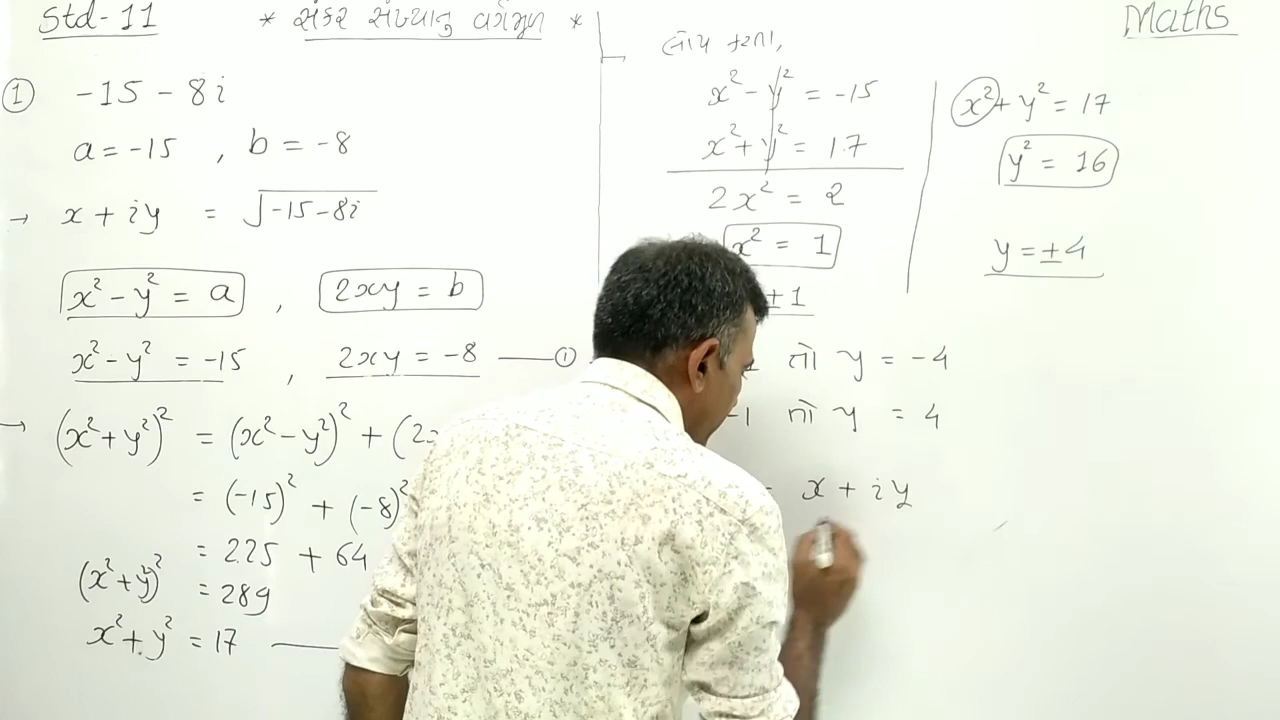 Std-11
* સંકર સંખ્યાનુ વર્ગમૂળ *
Maths
① -15 - 8i
a = -15 , b = -8
→ x + iy = √-15-8i
x² - y² = a , 2xy = b
x² - y² = -15 , 2xy = -8 —— ①
→ (x² + y²)² = (x² - y²)² + (2x
= (-15)² + (-8)²
= 225 + 64
(x² + y²)² = 289
x² + y² = 17 ——
x² - y² = -15
x² + y² = 17
2x² = 2
x² = 1
± 1
તો y = -4
-1 તો y = 4
= x + iy
x² + y² = 17
y² = 16
y = ±4